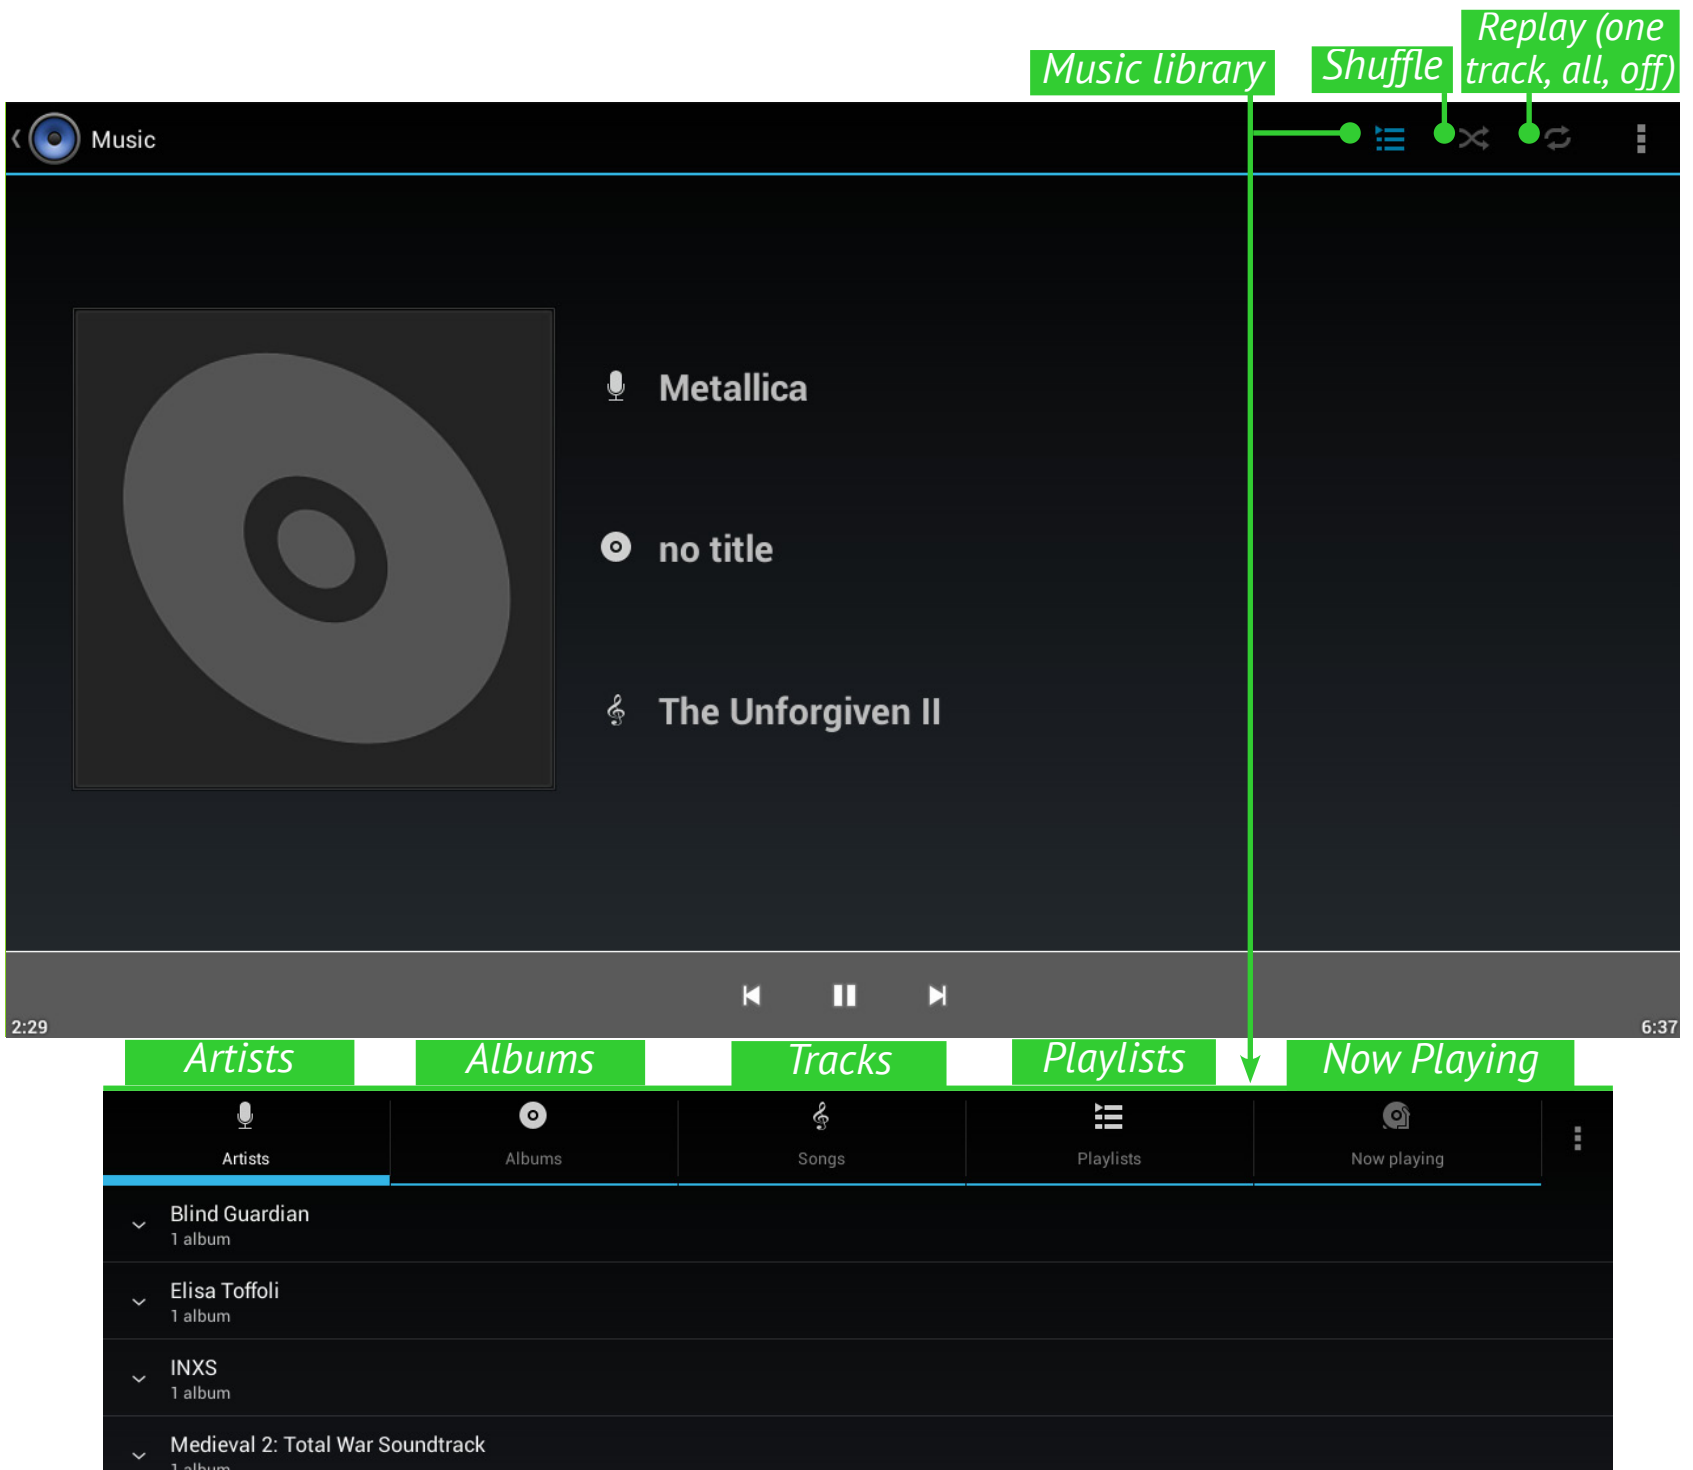 Music library
Shuffle
Replay (one
track, all, off)
Music
Metallica
no title
The Unforgiven II
2:29
6:37
Artists
Albums
Tracks
Playlists
Now Playing
Artists
Albums
Songs
Playlists
Now playing
Blind Guardian
1 album
Elisa Toffoli
1 album
INXS
1 album
Medieval 2: Total War Soundtrack
1 album